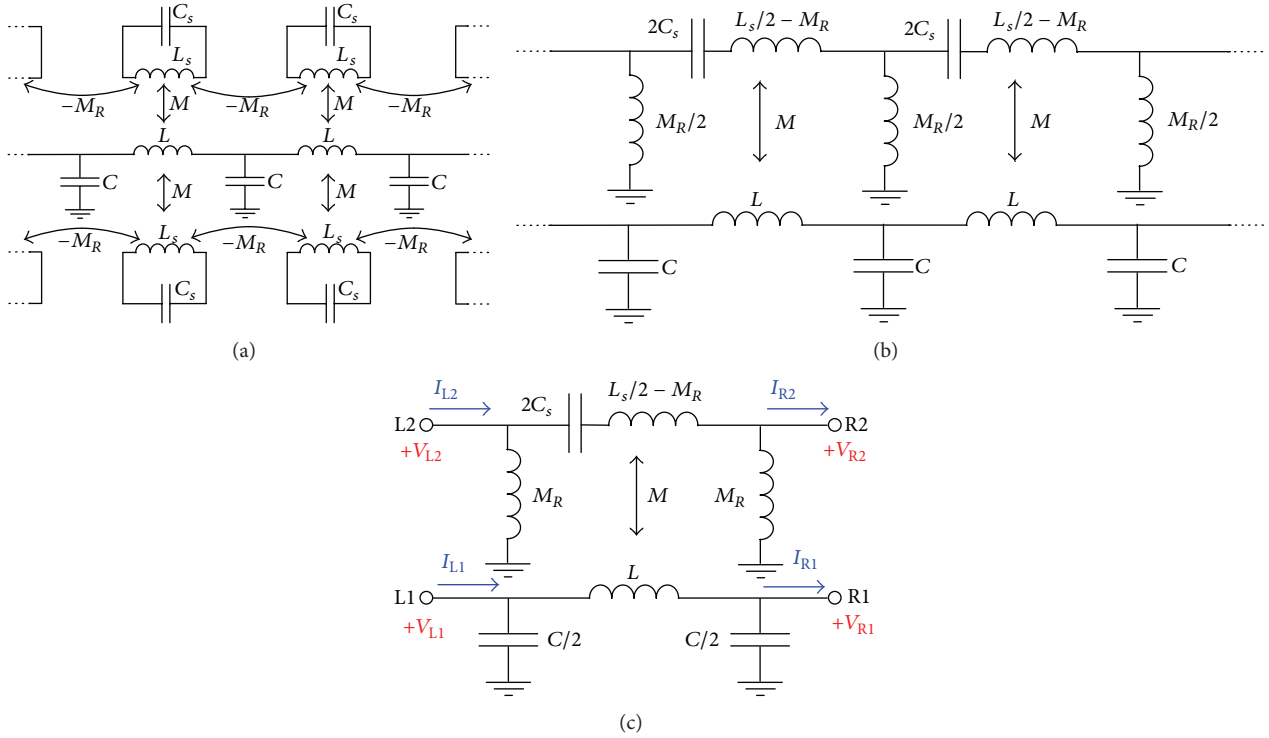 C_s
C_s
L_s
L_s
−M_R
M
−M_R
M
−M_R
L
L
C
C
C
M
M
−M_R
L_s
−M_R
L_s
−M_R
C_s
C_s
(a)
2C_s
L_s/2 − M_R
2C_s
L_s/2 − M_R
M_R/2
M
M_R/2
M
M_R/2
L
L
C
C
C
(b)
I_L2
2C_s
L_s/2 − M_R
I_R2
L2
R2
+V_L2
+V_R2
M_R
M
M_R
I_L1
L
I_R1
L1
R1
+V_L1
+V_R1
C/2
C/2
(c)